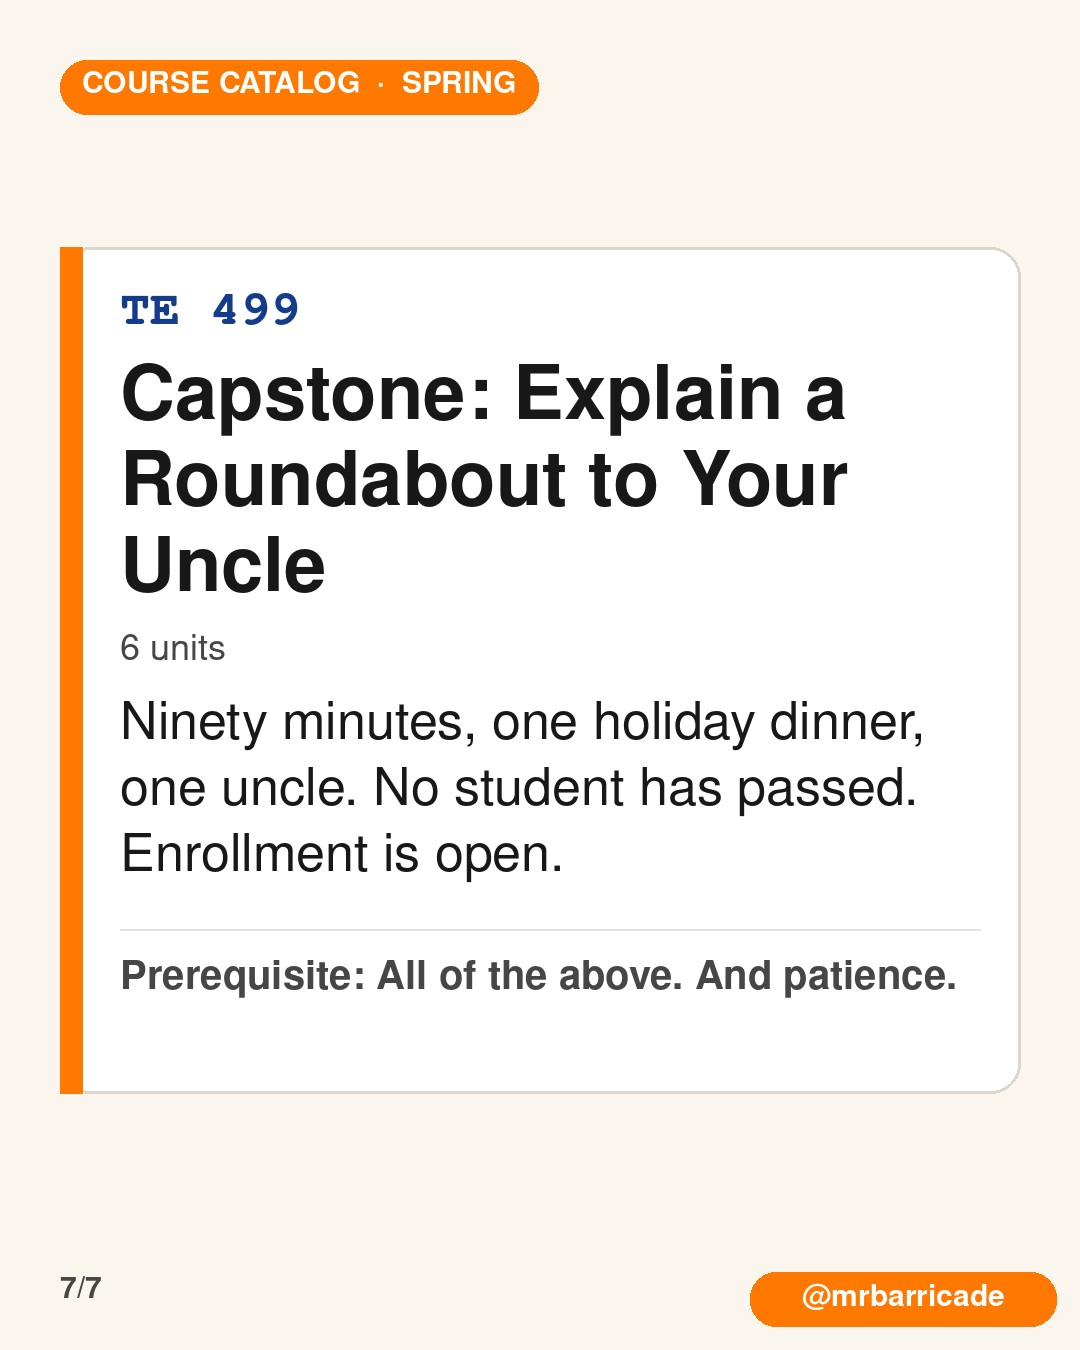 COURSE CATALOG · SPRING
TE 499
Capstone: Explain a
Roundabout to Your
Uncle
6 units
Ninety minutes, one holiday dinner,
one uncle. No student has passed.
Enrollment is open.
Prerequisite: All of the above. And patience.
7/7
@mrbarricade